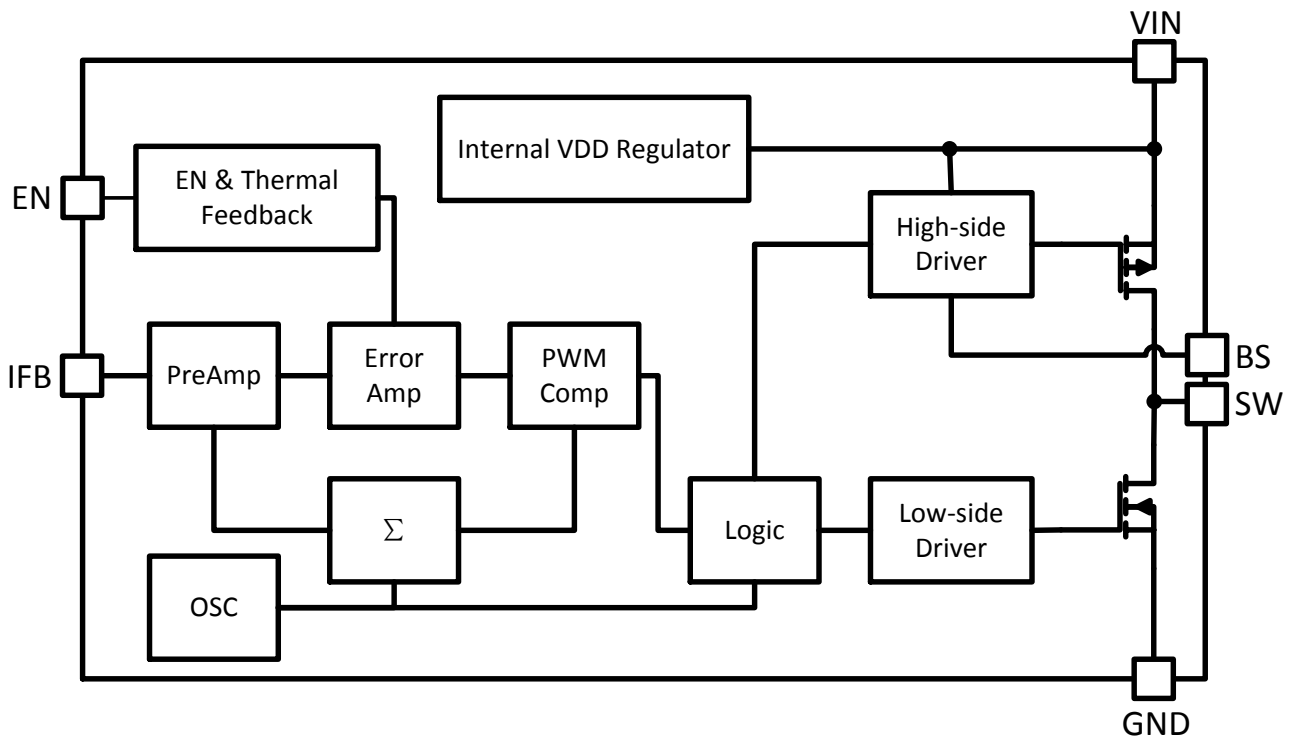 VIN
Internal VDD Regulator
EN
EN & Thermal
Feedback
High-side
Driver
IFB
PreAmp
Error
Amp
PWM
Comp
BS
SW
Σ
Logic
Low-side
Driver
OSC
GND